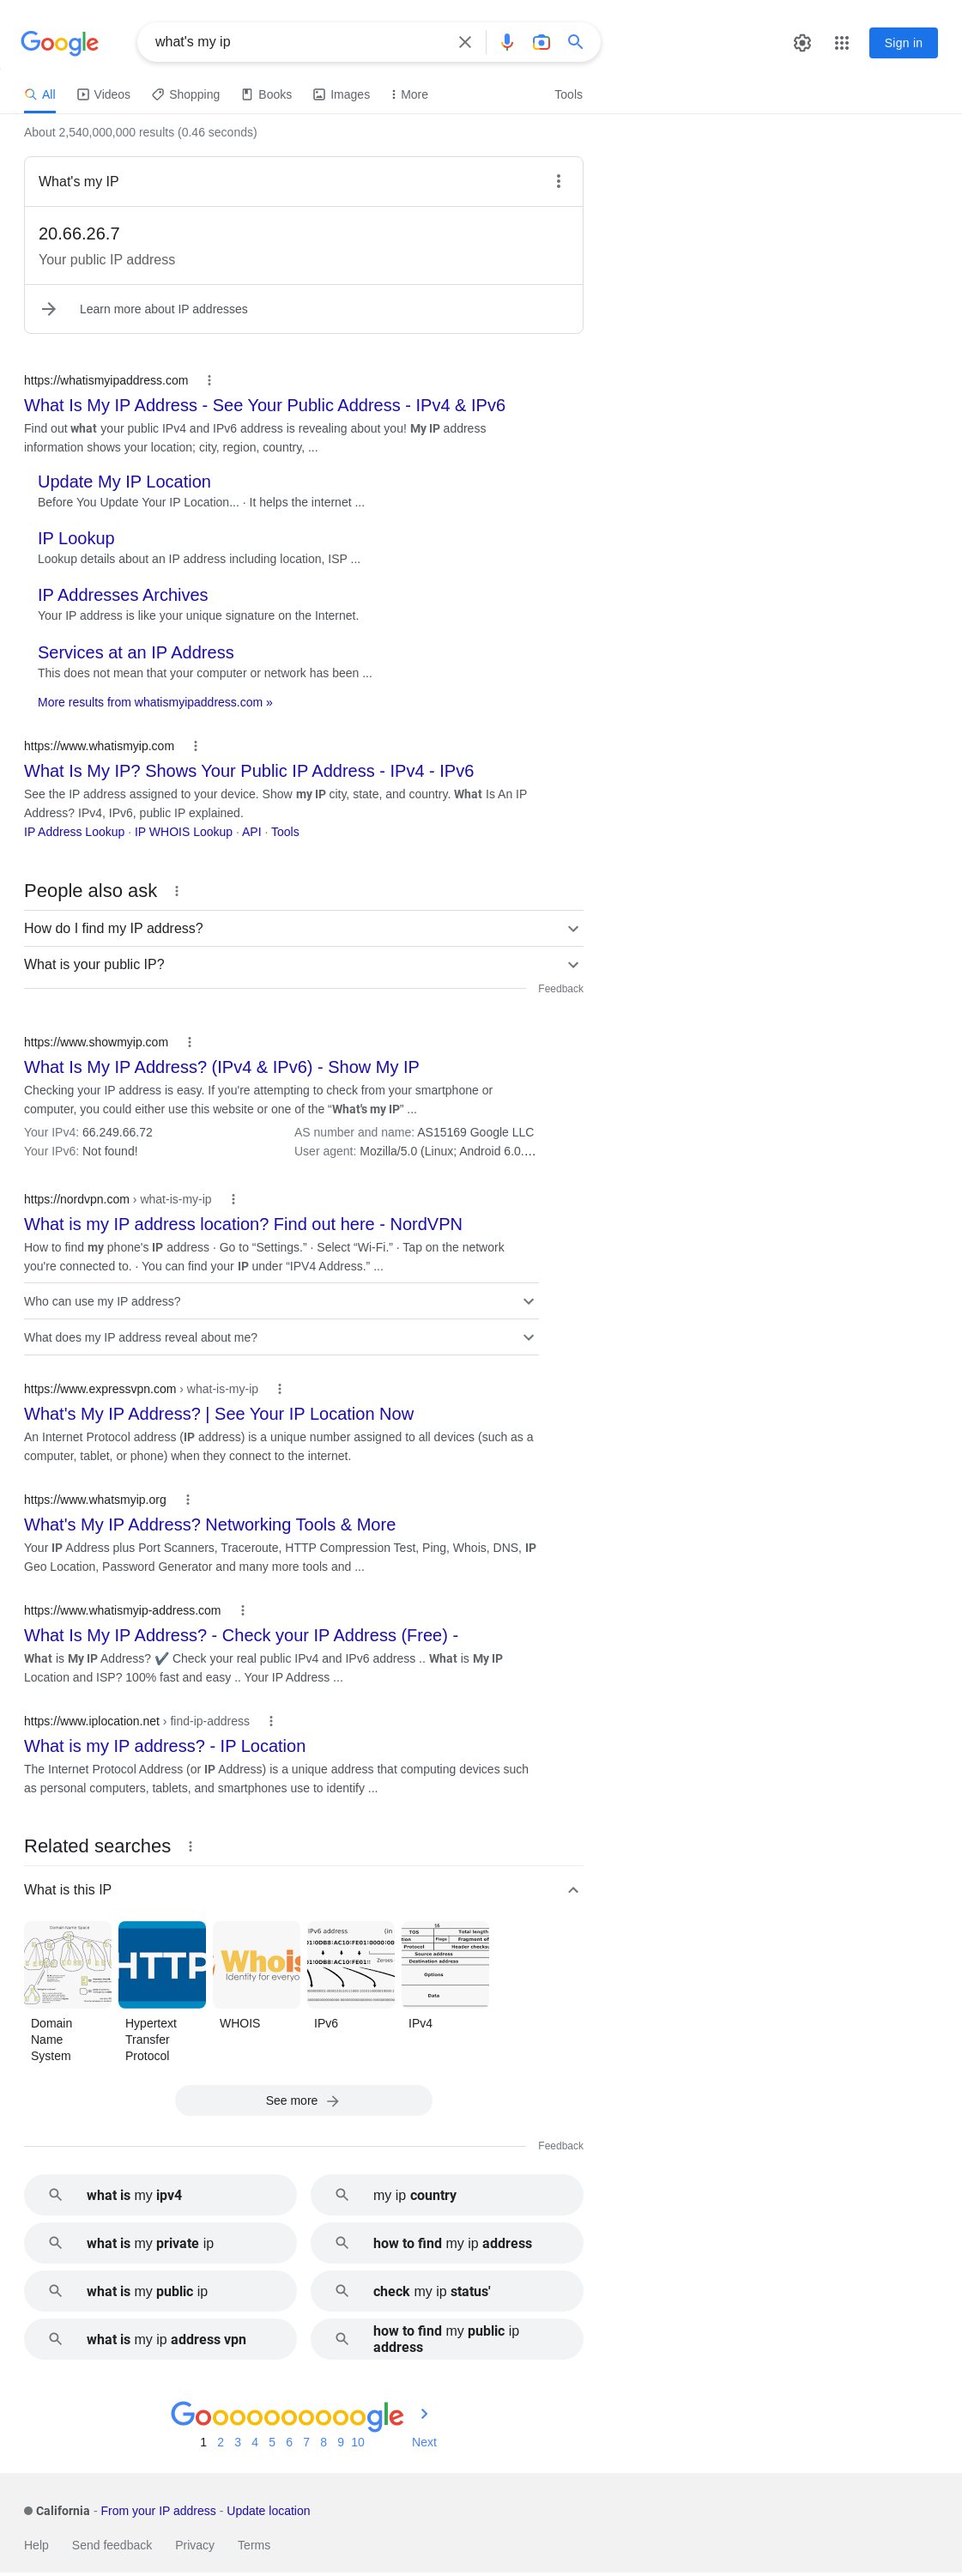 Google
what's my ip
Sign in
All
Videos
Shopping
Books
Images
More
Tools
About 2,540,000,000 results (0.46 seconds)
What's my IP
20.66.26.7
Your public IP address
Learn more about IP addresses
https://whatismyipaddress.com
What Is My IP Address - See Your Public Address - IPv4 & IPv6
Find out what your public IPv4 and IPv6 address is revealing about you! My IP address
information shows your location; city, region, country, ...
Update My IP Location
Before You Update Your IP Location... · It helps the internet ...
IP Lookup
Lookup details about an IP address including location, ISP ...
IP Addresses Archives
Your IP address is like your unique signature on the Internet.
Services at an IP Address
This does not mean that your computer or network has been ...
More results from whatismyipaddress.com »
https://www.whatismyip.com
What Is My IP? Shows Your Public IP Address - IPv4 - IPv6
See the IP address assigned to your device. Show my IP city, state, and country. What Is An IP
Address? IPv4, IPv6, public IP explained.
IP Address Lookup · IP WHOIS Lookup · API · Tools
People also ask
How do I find my IP address?
What is your public IP?
Feedback
https://www.showmyip.com
What Is My IP Address? (IPv4 & IPv6) - Show My IP
Checking your IP address is easy. If you're attempting to check from your smartphone or
computer, you could either use this website or one of the “What's my IP” ...
Your IPv4: 66.249.66.72
AS number and name: AS15169 Google LLC
Your IPv6: Not found!
User agent: Mozilla/5.0 (Linux; Android 6.0....
https://nordvpn.com › what-is-my-ip
What is my IP address location? Find out here - NordVPN
How to find my phone's IP address · Go to “Settings.” · Select “Wi-Fi.” · Tap on the network
you're connected to. · You can find your IP under “IPV4 Address.” ...
Who can use my IP address?
What does my IP address reveal about me?
https://www.expressvpn.com › what-is-my-ip
What's My IP Address? | See Your IP Location Now
An Internet Protocol address (IP address) is a unique number assigned to all devices (such as a
computer, tablet, or phone) when they connect to the internet.
https://www.whatsmyip.org
What's My IP Address? Networking Tools & More
Your IP Address plus Port Scanners, Traceroute, HTTP Compression Test, Ping, Whois, DNS, IP
Geo Location, Password Generator and many more tools and ...
https://www.whatismyip-address.com
What Is My IP Address? - Check your IP Address (Free) -
What is My IP Address? ✔️ Check your real public IPv4 and IPv6 address .. What is My IP
Location and ISP? 100% fast and easy .. Your IP Address ...
https://www.iplocation.net › find-ip-address
What is my IP address? - IP Location
The Internet Protocol Address (or IP Address) is a unique address that computing devices such
as personal computers, tablets, and smartphones use to identify ...
Related searches
What is this IP
Domain Name Space
HTTP
Whois
Identity for everyo
IPv6 address (in
Zeroes
16
TOS Total length
Flags Fragment of
Protocol Header checksu
Source address
Destination address
Options
Data
Domain
Name
System
Hypertext
Transfer
Protocol
WHOIS
IPv6
IPv4
See more
Feedback
what is my ipv4
my ip country
what is my private ip
how to find my ip address
what is my public ip
check my ip status'
what is my ip address vpn
how to find my public ip
address
Goooooooooogle
1 2 3 4 5 6 7 8 9 10 Next
California - From your IP address - Update location
Help
Send feedback
Privacy
Terms